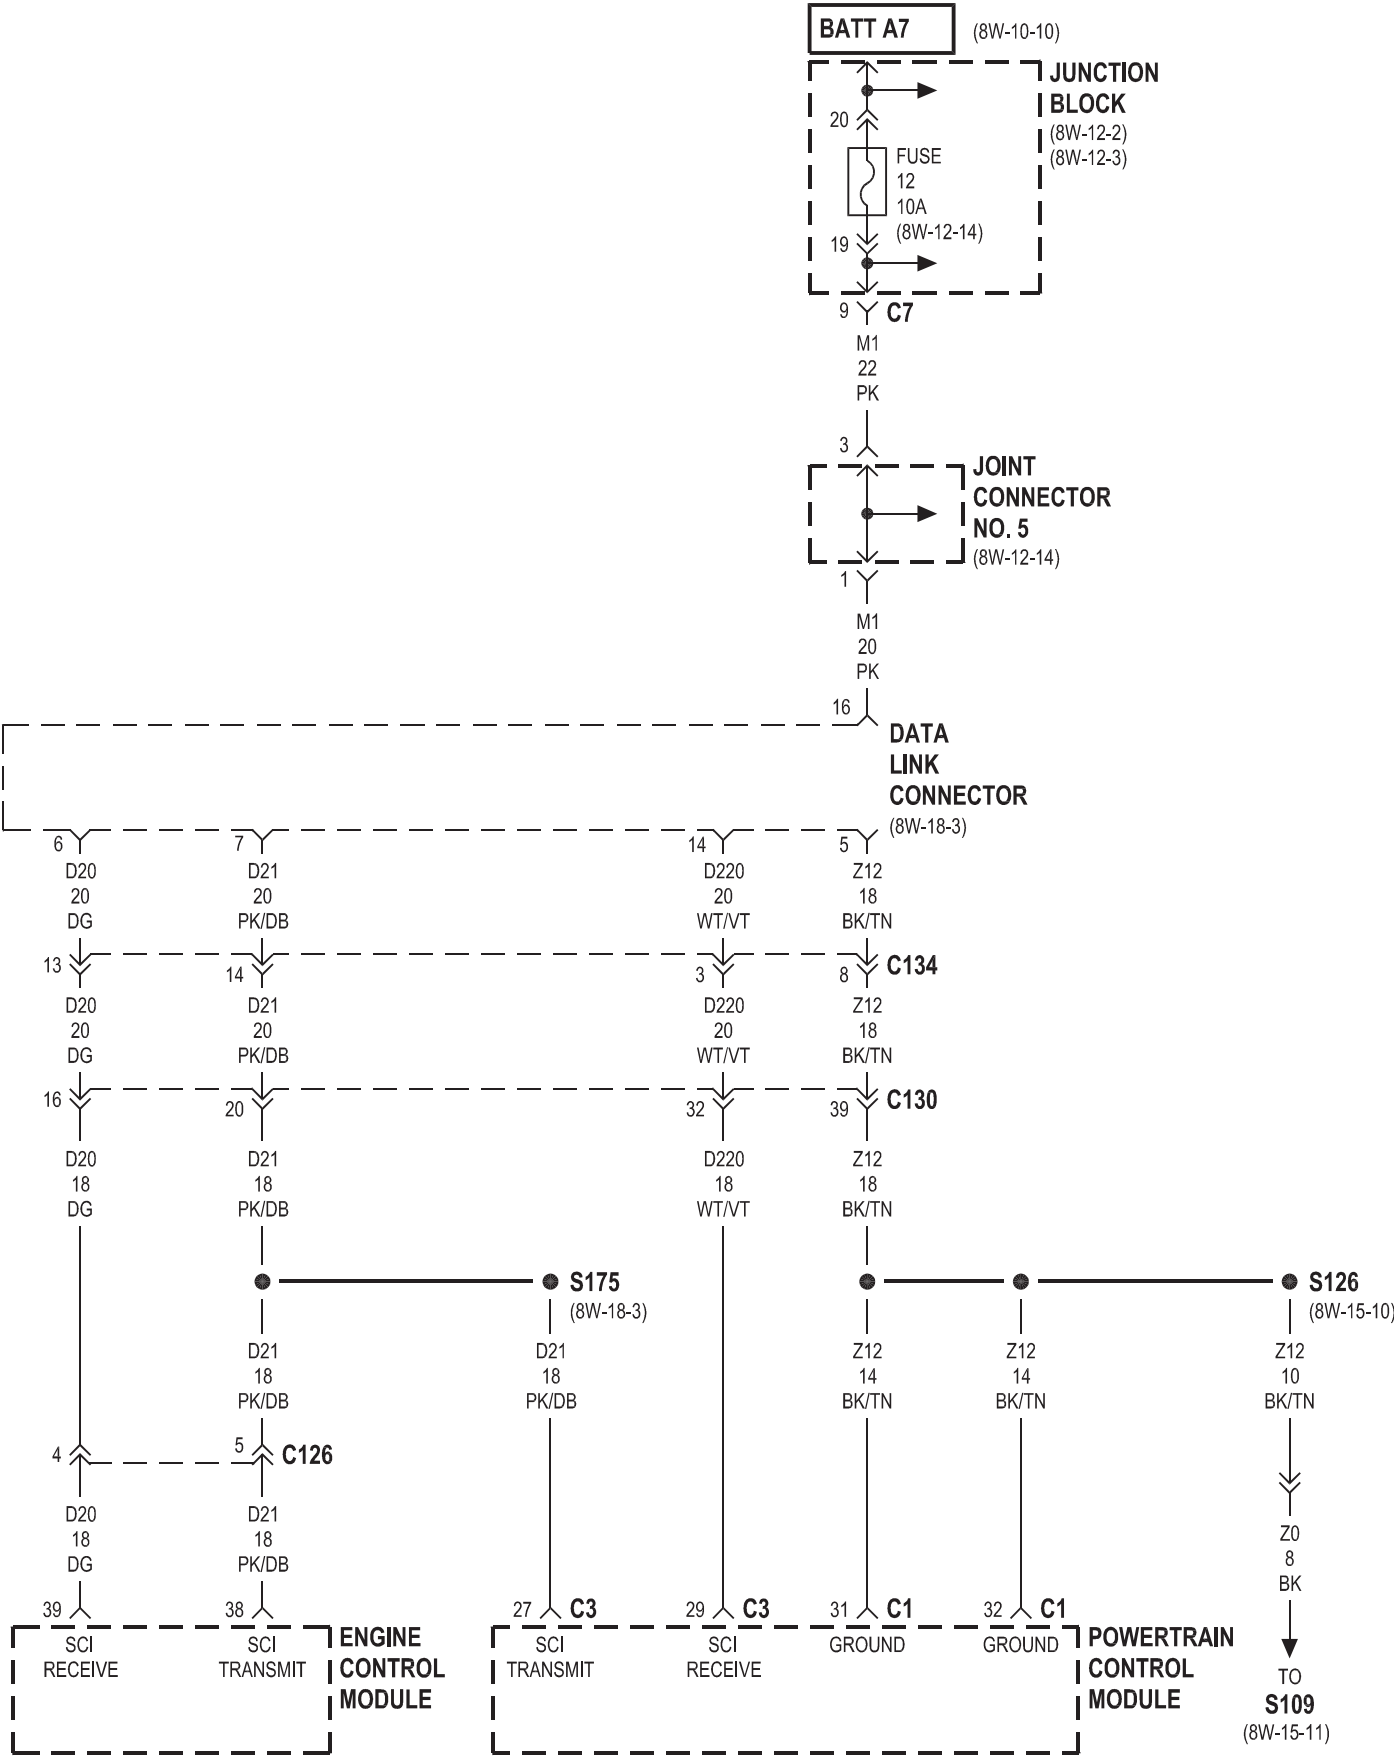 BATT A7 (8W-10-10)
JUNCTION
BLOCK
(8W-12-2)
(8W-12-3)
20
FUSE
12
10A
(8W-12-14)
19
9 C7
M1
22
PK
3
JOINT
CONNECTOR
NO. 5
(8W-12-14)
1
M1
20
PK
16
DATA
LINK
CONNECTOR
(8W-18-3)
6 7 14 5
D20 D21 D220 Z12
20 20 20 18
DG PK/DB WT/VT BK/TN
13 14 3 8 C134
D20 D21 D220 Z12
20 20 20 18
DG PK/DB WT/VT BK/TN
16 20 32 39 C130
D20 D21 D220 Z12
18 18 18 18
DG PK/DB WT/VT BK/TN
S175 S126
(8W-18-3) (8W-15-10)
D21 D21 Z12 Z12 Z12
18 18 14 14 10
PK/DB PK/DB BK/TN BK/TN BK/TN
4 5 C126
D20 D21 Z0
18 18 8
DG PK/DB BK
39 38 27 C3 29 C3 31 C1 32 C1
SCI SCI SCI SCI GROUND GROUND
RECEIVE TRANSMIT TRANSMIT RECEIVE
ENGINE
CONTROL
MODULE
POWERTRAIN
CONTROL
MODULE
TO
S109
(8W-15-11)